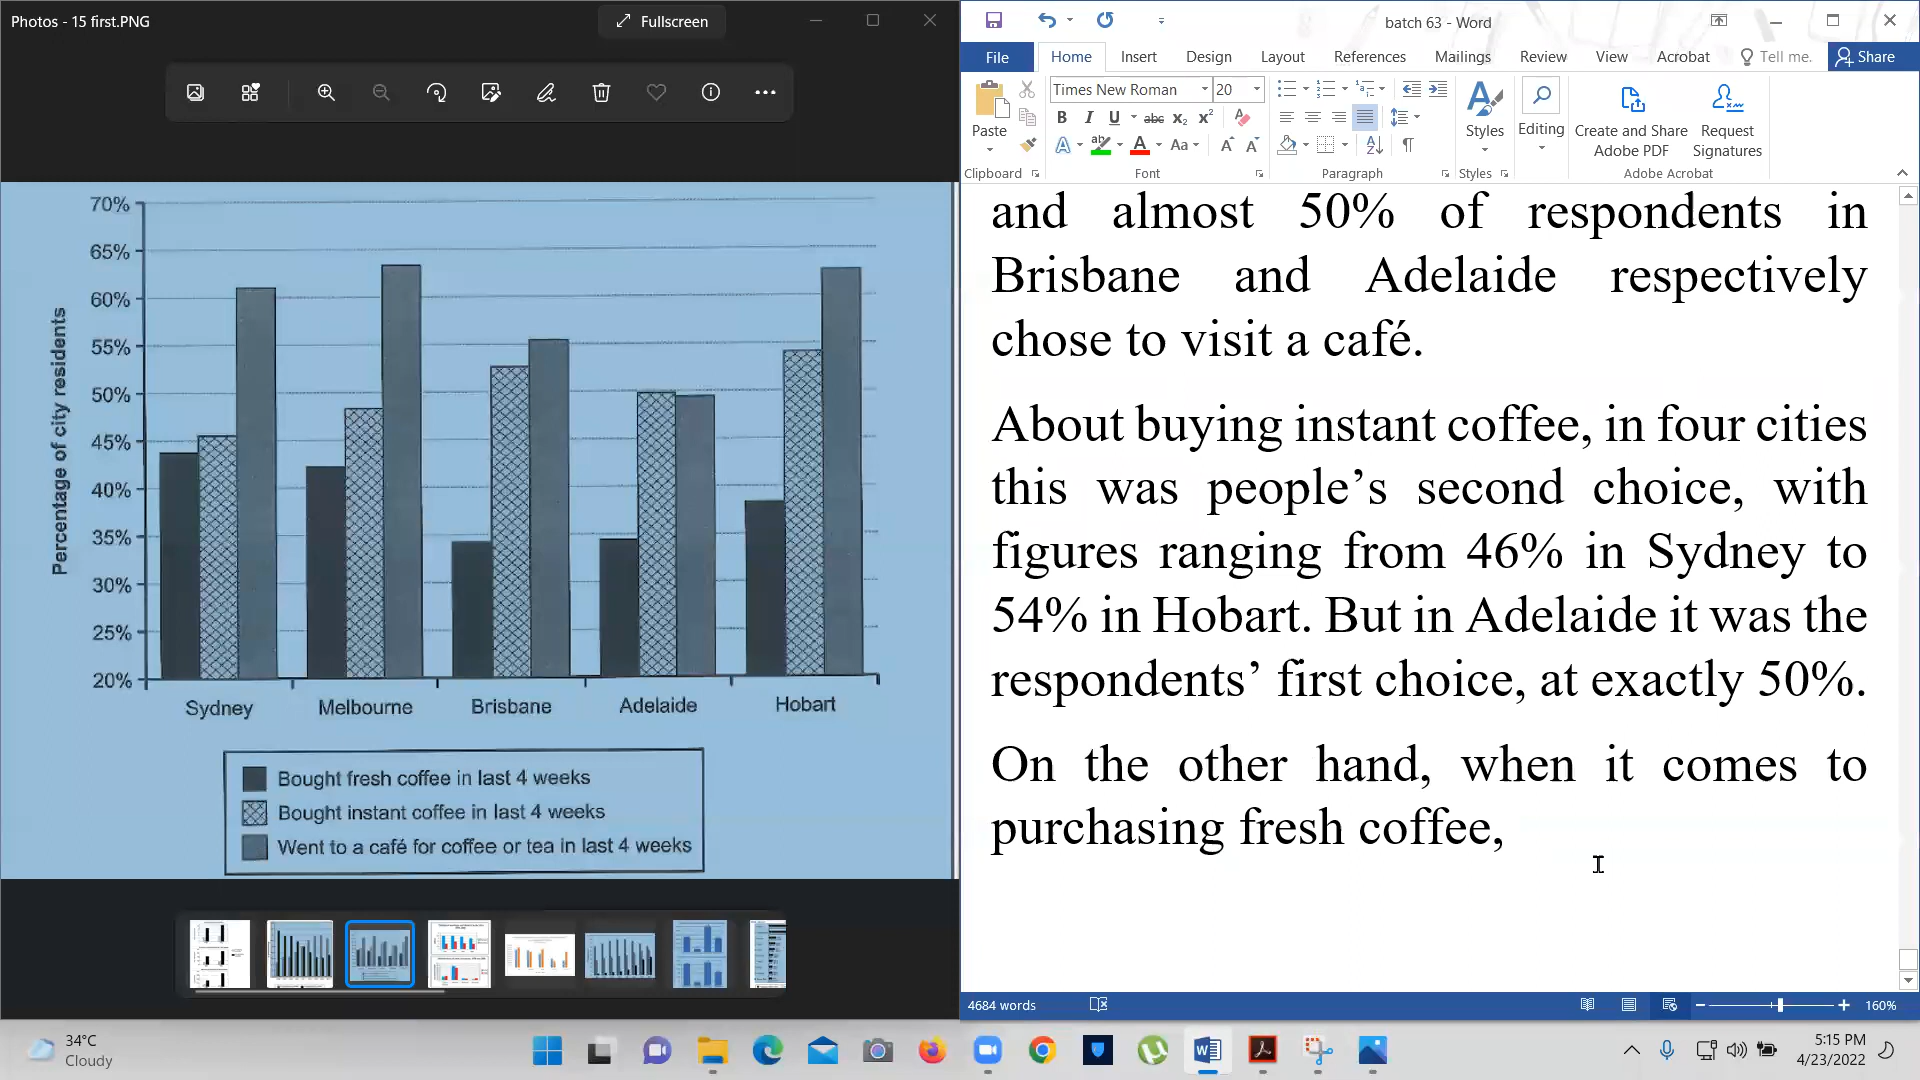 Photos - 15 first.PNG
Fullscreen
70%
65%
60%
55%
50%
45%
40%
35%
30%
25%
20%
Percentage of city residents
Sydney
Melbourne
Brisbane
Adelaide
Hobart
Bought fresh coffee in last 4 weeks
Bought instant coffee in last 4 weeks
Went to a café for coffee or tea in last 4 weeks
batch 63 - Word
File Home Insert Design Layout References Mailings Review View Acrobat Tell me. Share
Paste
Clipboard
Times New Roman 20
B I U abc x₂ x²
A ab A Aa A A
Font
Paragraph
Styles
Styles
Editing
Create and Share
Adobe PDF
Request
Signatures
Adobe Acrobat
and almost 50% of respondents in
Brisbane and Adelaide respectively
chose to visit a café.
About buying instant coffee, in four cities
this was people’s second choice, with
figures ranging from 46% in Sydney to
54% in Hobart. But in Adelaide it was the
respondents’ first choice, at exactly 50%.
On the other hand, when it comes to
purchasing fresh coffee,
4684 words
160%
34°C
Cloudy
5:15 PM
4/23/2022